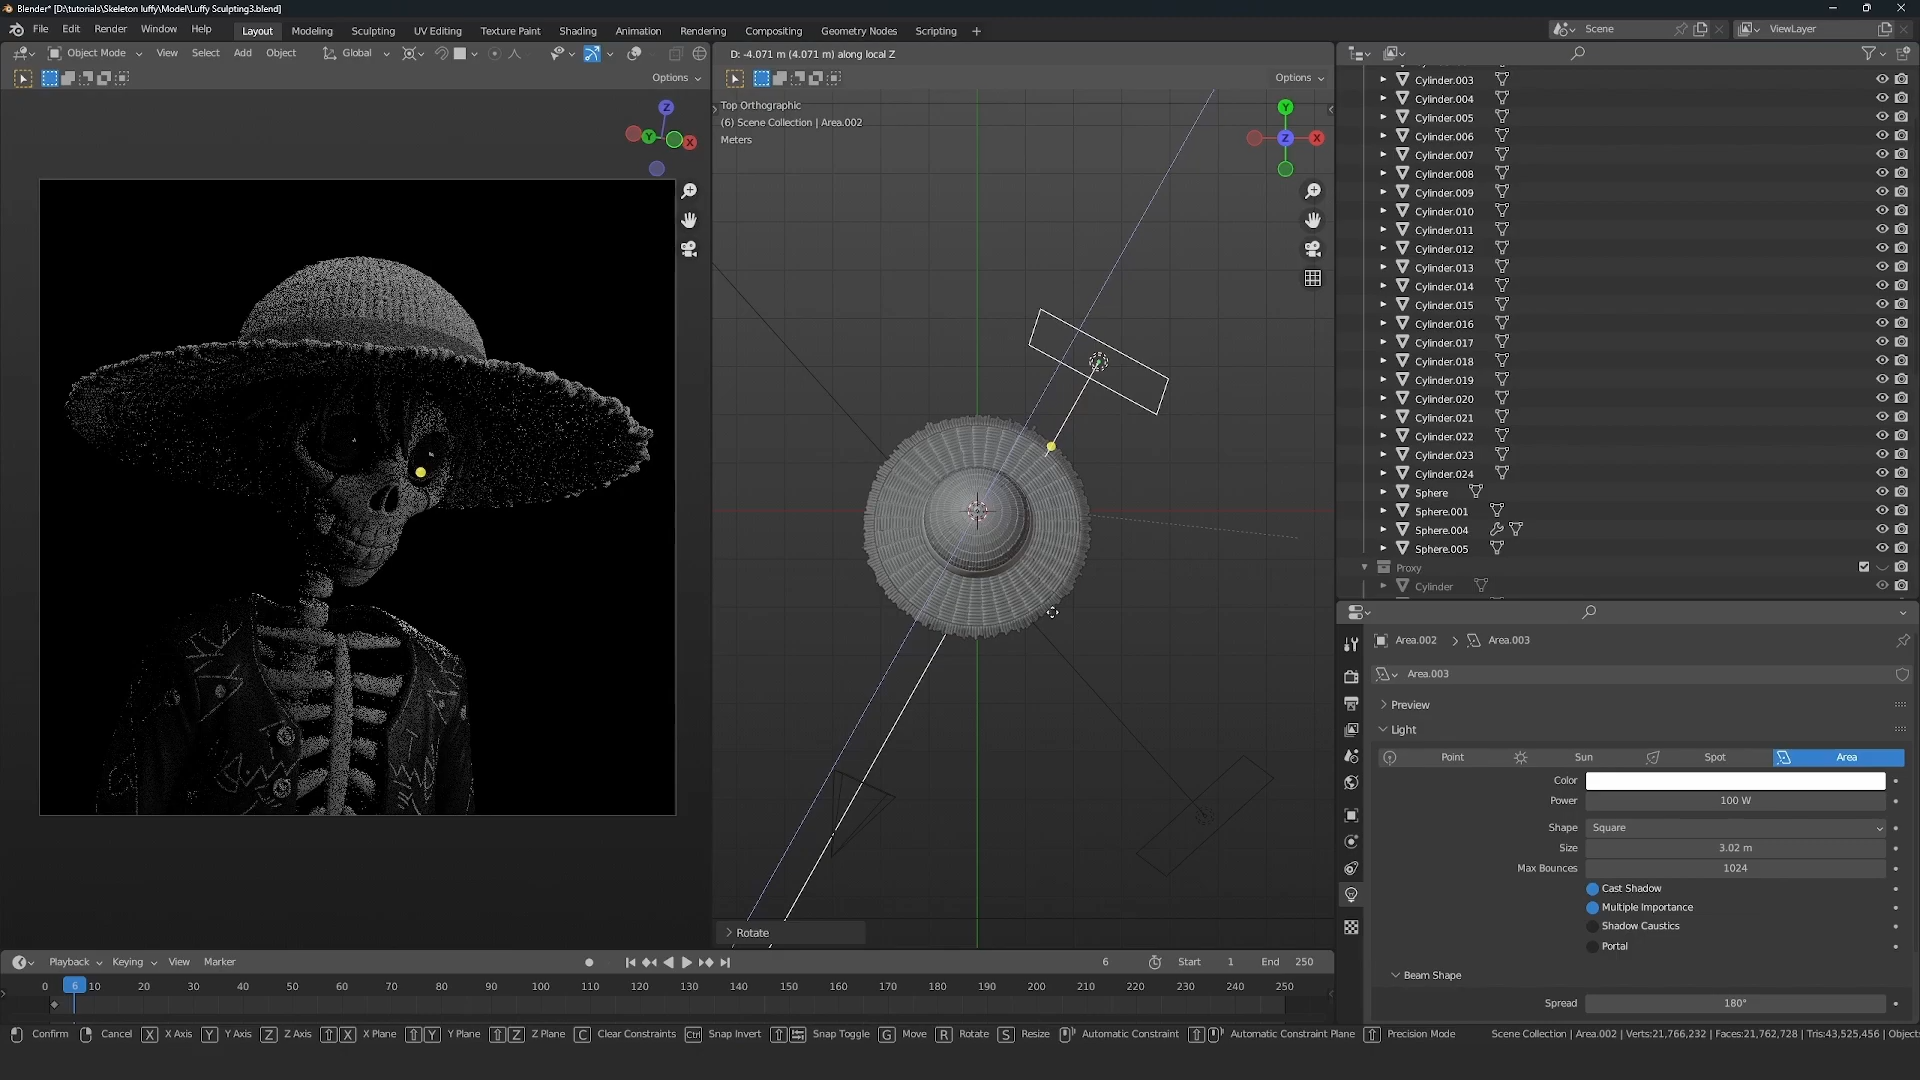 Blender* [D:\tutorials\Skeleton luffy\Model\Luffy Sculpting3.blend]
File Edit Render Window Help Layout Modeling Sculpting UV Editing Texture Paint Shading Animation Rendering Compositing Geometry Nodes Scripting + Scene ViewLayer
Object Mode View Select Add Object Global D: -4.071 m (4.071 m) along local Z
Options Options
Top Orthographic
(6) Scene Collection | Area.002
Meters
Z
Y
X
Y
Z
X
Cylinder.003
Cylinder.004
Cylinder.005
Cylinder.006
Cylinder.007
Cylinder.008
Cylinder.009
Cylinder.010
Cylinder.011
Cylinder.012
Cylinder.013
Cylinder.014
Cylinder.015
Cylinder.016
Cylinder.017
Cylinder.018
Cylinder.019
Cylinder.020
Cylinder.021
Cylinder.022
Cylinder.023
Cylinder.024
Sphere
Sphere.001
Sphere.004
Sphere.005
Proxy
Cylinder
Area.002 > Area.003
Area.003
Preview
Light
Point Sun Spot Area
Color
Power 100 W
Shape Square
Size 3.02 m
Max Bounces 1024
Cast Shadow
Multiple Importance
Shadow Caustics
Portal
Beam Shape
Spread 180°
Rotate
Playback Keying View Marker 6 Start 1 End 250
0 6 10 20 30 40 50 60 70 80 90 100 110 120 130 140 150 160 170 180 190 200 210 220 230 240 250
Confirm Cancel X X Axis Y Y Axis Z Z Axis X X Plane Y Y Plane Z Z Plane C Clear Constraints Ctrl Snap Invert Snap Toggle G Move R Rotate S Resize Automatic Constraint Automatic Constraint Plane Precision Mode Scene Collection | Area.002 | Verts:21,766,232 | Faces:21,762,728 | Tris:43,525,456 | Objects